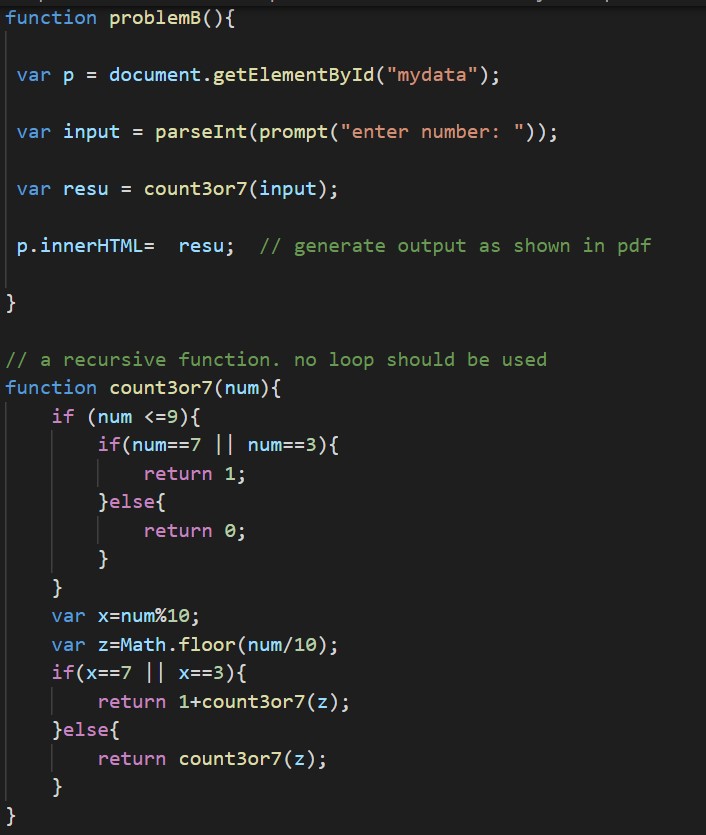 function problemB(){
 var p = document.getElementById("mydata");
 var input = parseInt(prompt("enter number: "));
 var resu = count3or7(input);
 p.innerHTML=  resu;  // generate output as shown in pdf
}
// a recursive function. no loop should be used
function count3or7(num){
    if (num <=9){
        if(num==7 || num==3){
            return 1;
        }else{
            return 0;
        }
    }
    var x=num%10;
    var z=Math.floor(num/10);
    if(x==7 || x==3){
        return 1+count3or7(z);
    }else{
        return count3or7(z);
    }
}